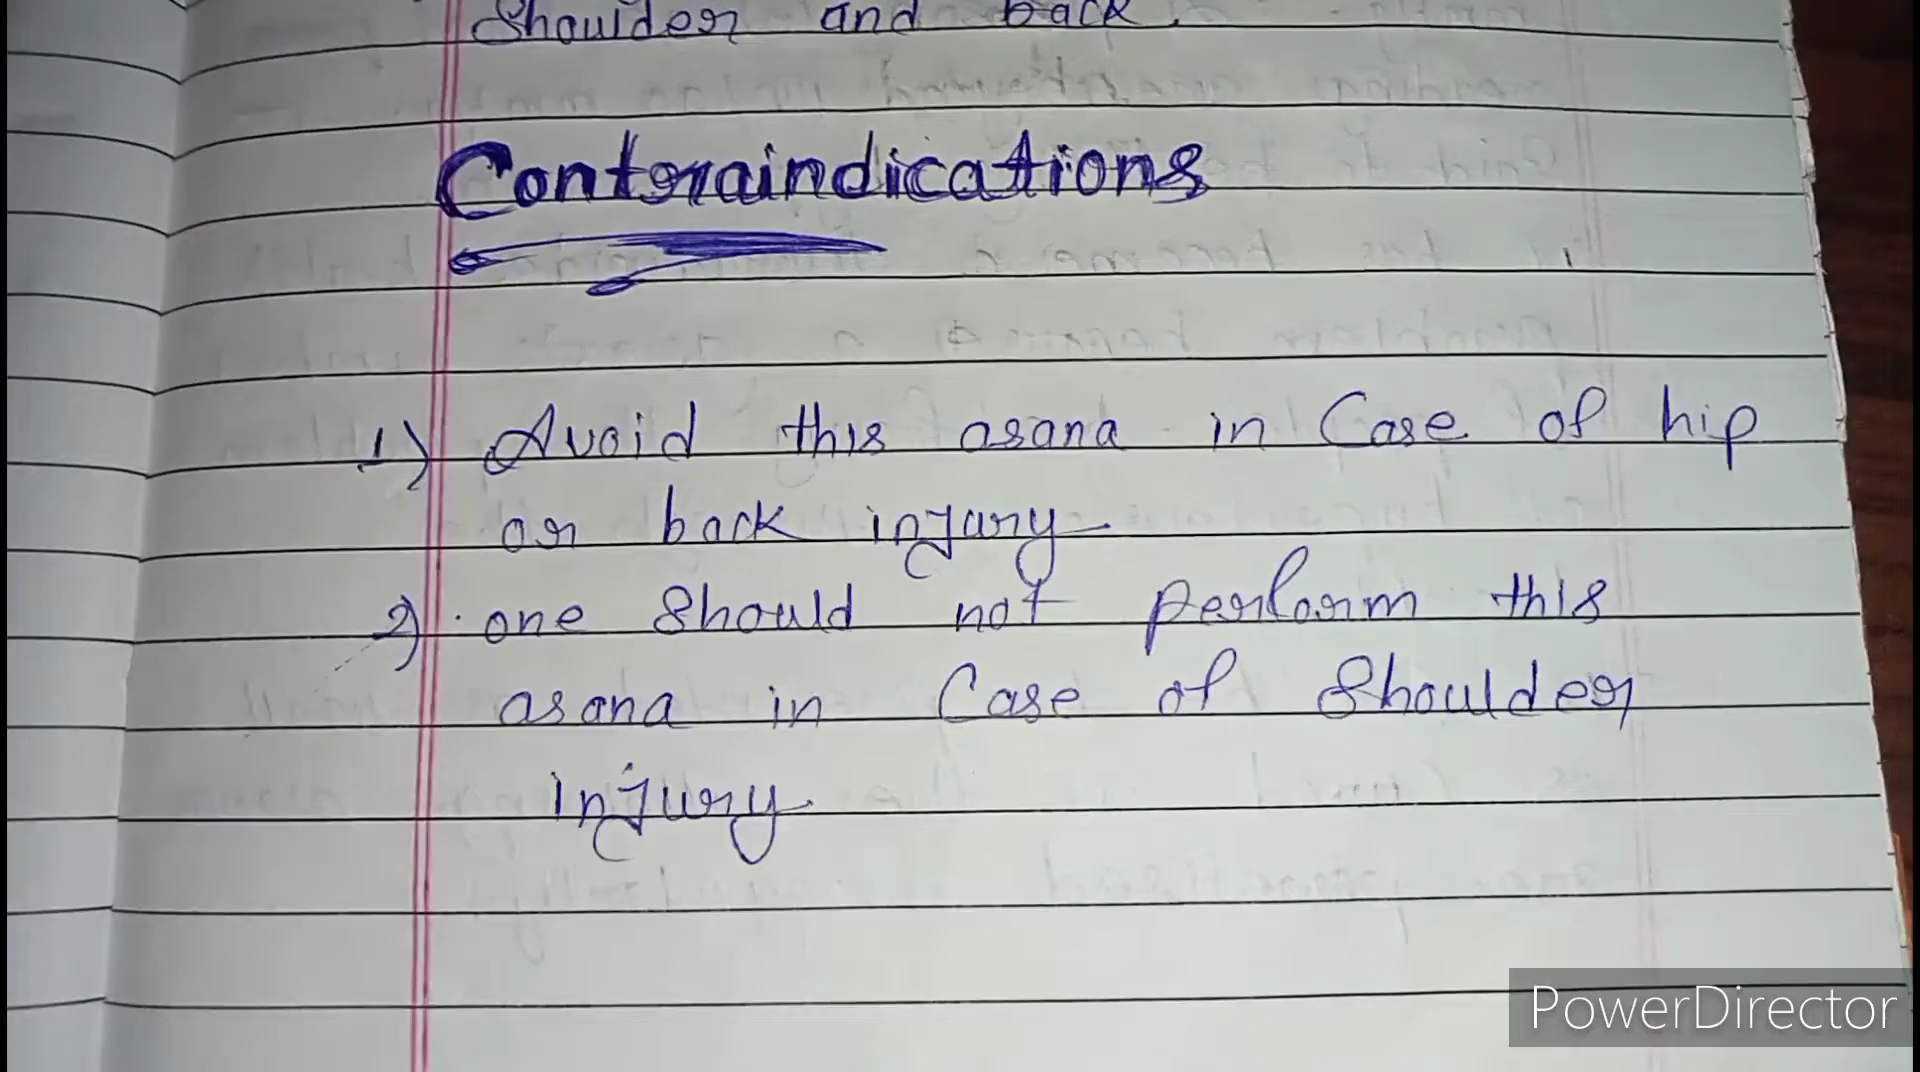 Shoulder and back.
Contraindications
1) Avoid this asana in Case of hip
or back injury
2) one should not perform this
asana in Case of Shoulder
injury
PowerDirector